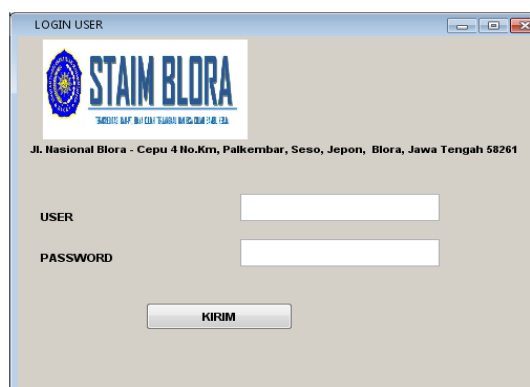 LOGIN USER
STAIM BLORA
Jl. Nasional Blora - Cepu 4 No.Km, Palkembar, Seso, Jepon, Blora, Jawa Tengah 58261
USER
PASSWORD
KIRIM